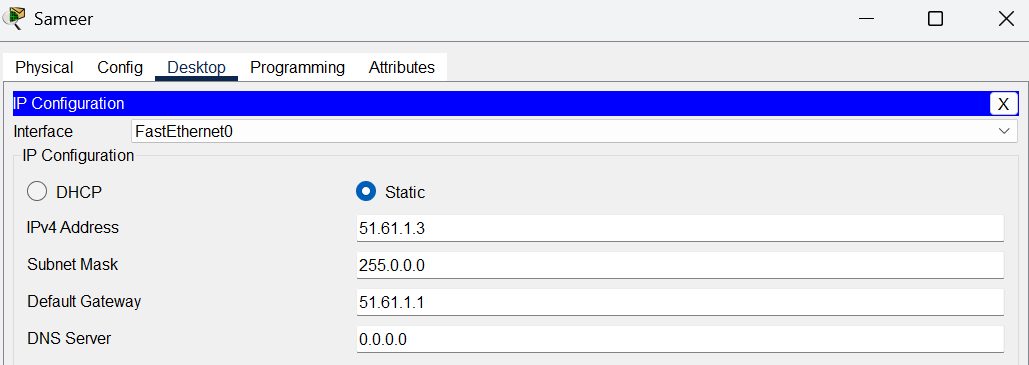 Sameer
Physical Config Desktop Programming Attributes
IP Configuration X
Interface FastEthernet0
IP Configuration
DHCP Static
IPv4 Address 51.61.1.3
Subnet Mask 255.0.0.0
Default Gateway 51.61.1.1
DNS Server 0.0.0.0